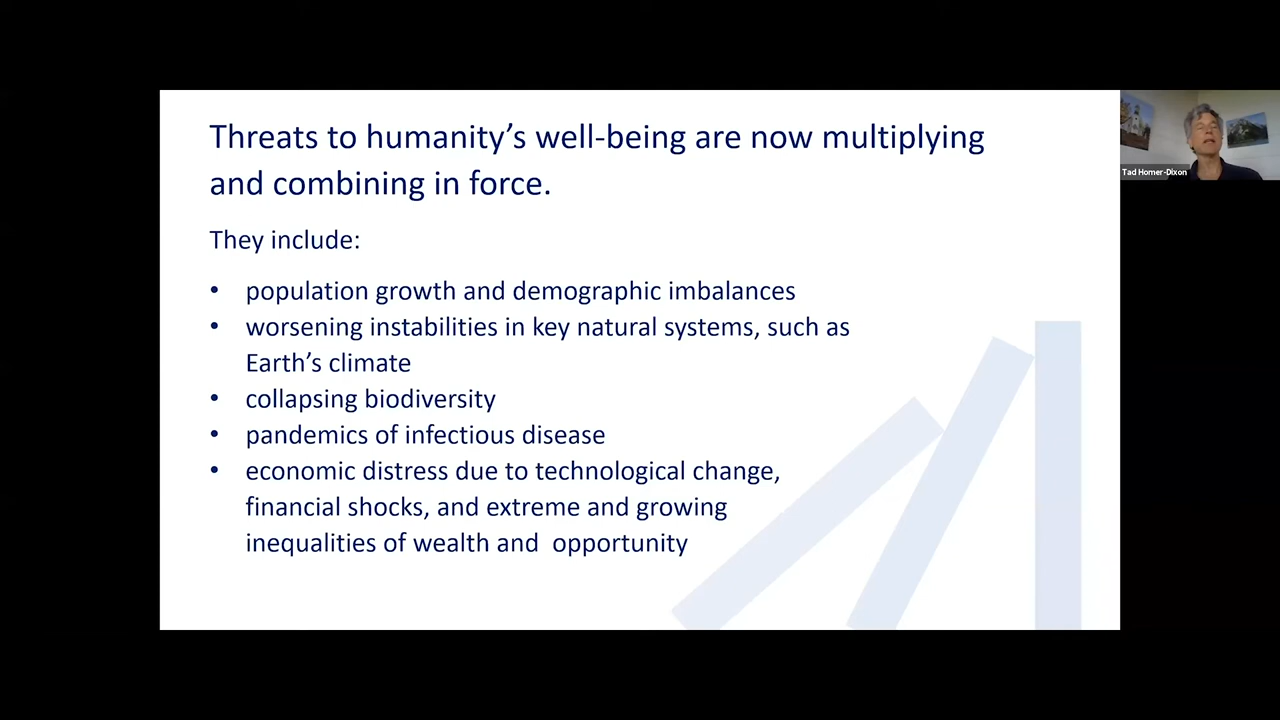 Threats to humanity’s well-being are now multiplying
and combining in force.
They include:
• population growth and demographic imbalances
• worsening instabilities in key natural systems, such as
Earth’s climate
• collapsing biodiversity
• pandemics of infectious disease
• economic distress due to technological change,
financial shocks, and extreme and growing
inequalities of wealth and  opportunity
Tad Homer-Dixon